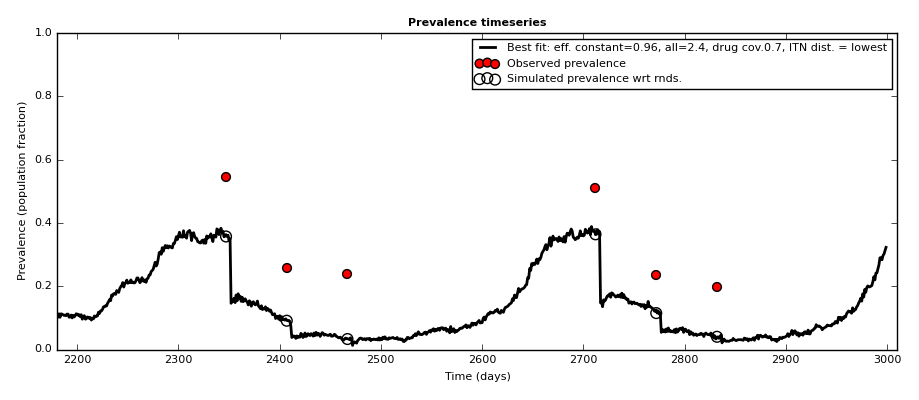 Prevalence timeseries
1.0
0.8
0.6
0.4
0.2
0.0
Prevalence (population fraction)
Best fit: eff. constant=0.96, all=2.4, drug cov.0.7, ITN dist. = lowest
Observed prevalence
Simulated prevalence wrt rnds.
2200 2300 2400 2500 2600 2700 2800 2900 3000
Time (days)